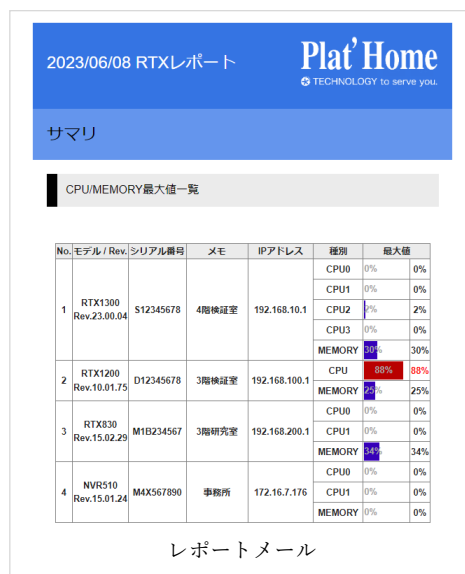 2023/06/08 RTXレポート
Plat'Home
TECHNOLOGY to serve you.
サマリ
CPU/MEMORY最大値一覧
No. モデル / Rev. シリアル番号 メモ IPアドレス 種別 最大値
1 RTX1300 Rev.23.00.04 S12345678 4階検証室 192.168.10.1 CPU0 0% 0%
CPU1 0% 0%
CPU2 2% 2%
CPU3 0% 0%
MEMORY 30% 30%
2 RTX1200 Rev.10.01.75 D12345678 3階検証室 192.168.100.1 CPU 88% 88%
MEMORY 25% 25%
3 RTX830 Rev.15.02.29 M1B234567 3階研究室 192.168.200.1 CPU0 0% 0%
CPU1 0% 0%
MEMORY 34% 34%
4 NVR510 Rev.15.01.24 M4X567890 事務所 172.16.7.176 CPU0 0% 0%
CPU1 0% 0%
MEMORY 0% 0%
レポートメール